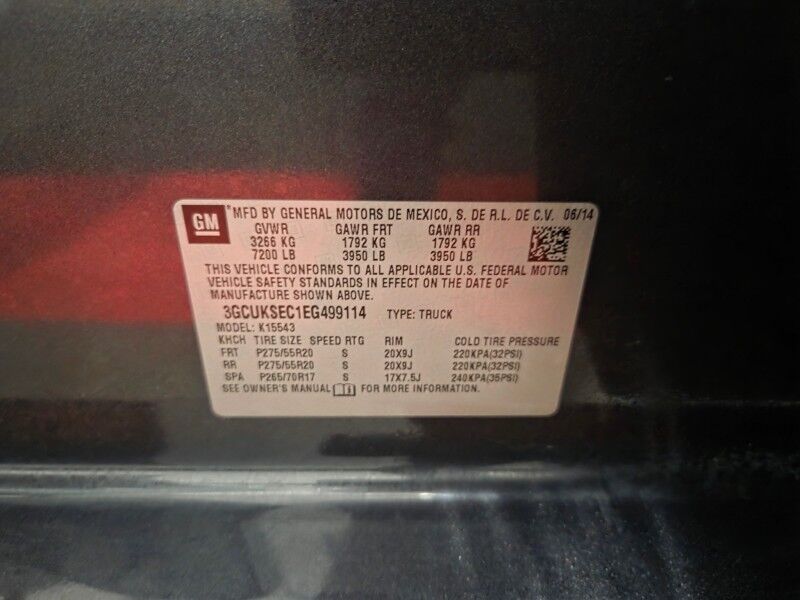 GM
MFD BY GENERAL MOTORS DE MEXICO, S. DE R.L. DE C.V. 06/14
GVWR GAWR FRT GAWR RR
3266 KG 1792 KG 1792 KG
7200 LB 3950 LB 3950 LB
THIS VEHICLE CONFORMS TO ALL APPLICABLE U.S. FEDERAL MOTOR
VEHICLE SAFETY STANDARDS IN EFFECT ON THE DATE OF
MANUFACTURE SHOWN ABOVE.
3GCUKSEC1EG499114 TYPE: TRUCK
MODEL: K15543
KHCH TIRE SIZE SPEED RTG RIM COLD TIRE PRESSURE
FRT P275/55R20 S 20X9J 220KPA(32PSI)
RR P275/55R20 S 20X9J 220KPA(32PSI)
SPA P265/70R17 S 17X7.5J 240KPA(35PSI)
SEE OWNER'S MANUAL FOR MORE INFORMATION.